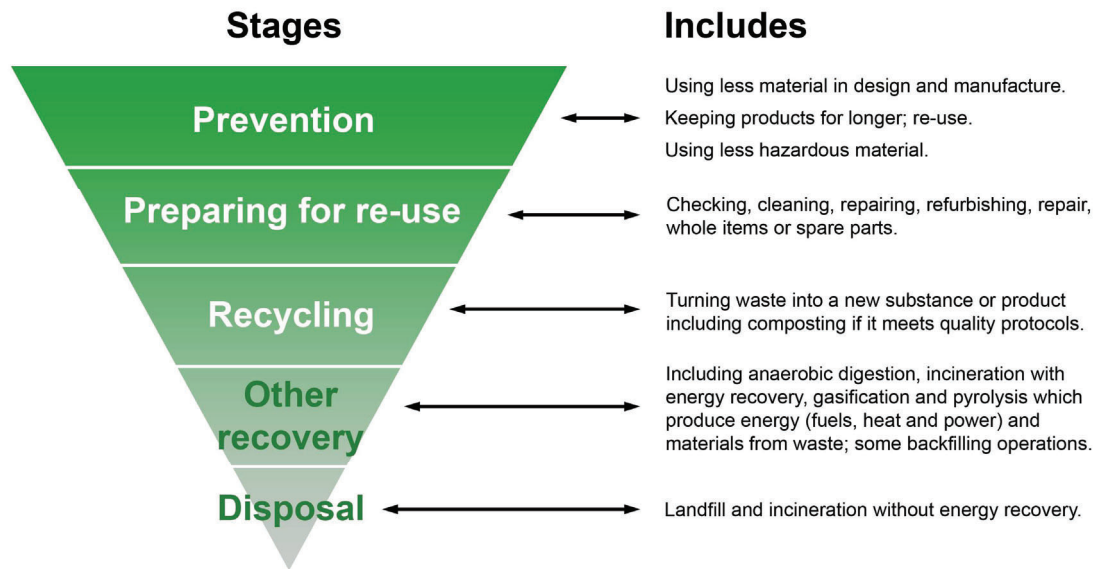 Stages
Includes
Prevention
Using less material in design and manufacture.
Keeping products for longer; re-use.
Using less hazardous material.
Preparing for re-use
Checking, cleaning, repairing, refurbishing, repair,
whole items or spare parts.
Recycling
Turning waste into a new substance or product
including composting if it meets quality protocols.
Other
recovery
Including anaerobic digestion, incineration with
energy recovery, gasification and pyrolysis which
produce energy (fuels, heat and power) and
materials from waste; some backfilling operations.
Disposal
Landfill and incineration without energy recovery.